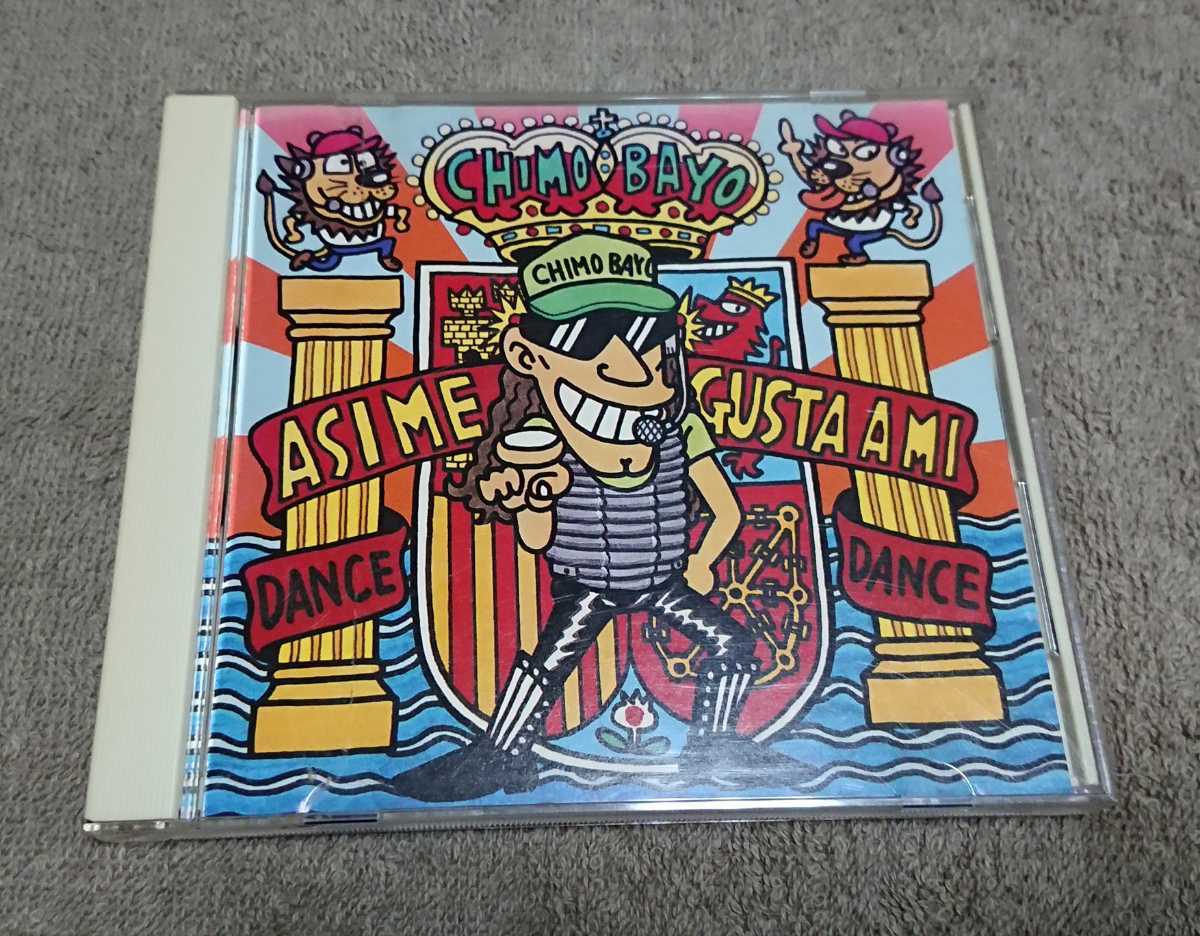 CHIMO BAYO
CHIMO BAYO
ASI ME GUSTA A MI
DANCE DANCE